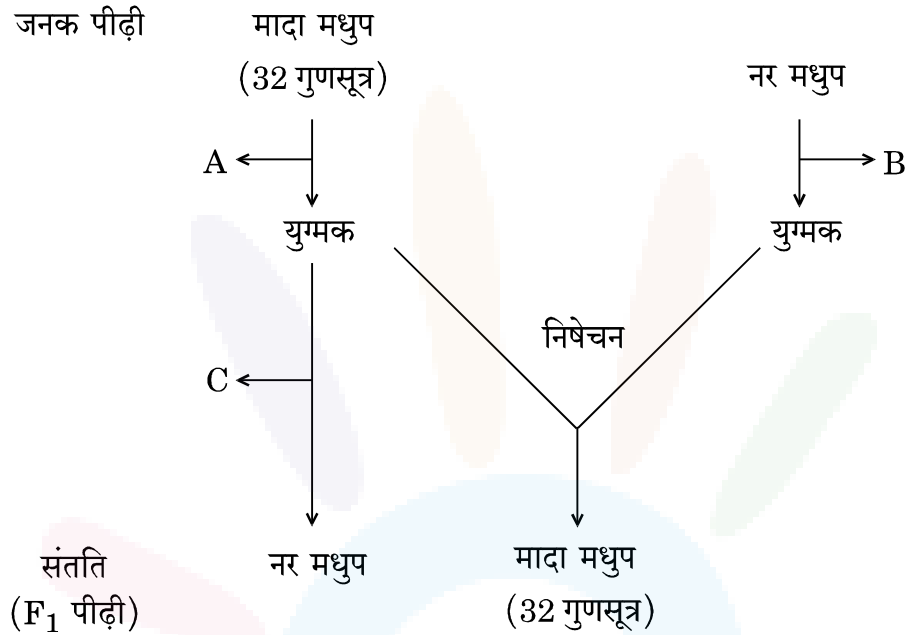 जनक पीढ़ी
मादा मधुप
(32 गुणसूत्र)
नर मधुप
A
B
युग्मक
युग्मक
निषेचन
C
नर मधुप
मादा मधुप
(32 गुणसूत्र)
संतति
(F₁ पीढ़ी)